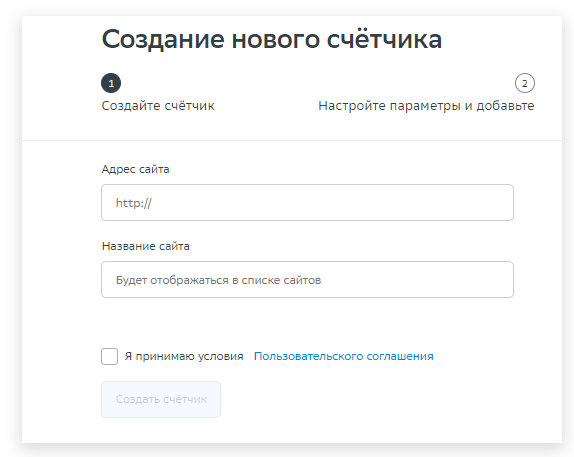 Создание нового счётчика
1
2
Создайте счётчик
Настройте параметры и добавьте
Адрес сайта
http://
Название сайта
Будет отображаться в списке сайтов
Я принимаю условия Пользовательского соглашения
Создать счётчик